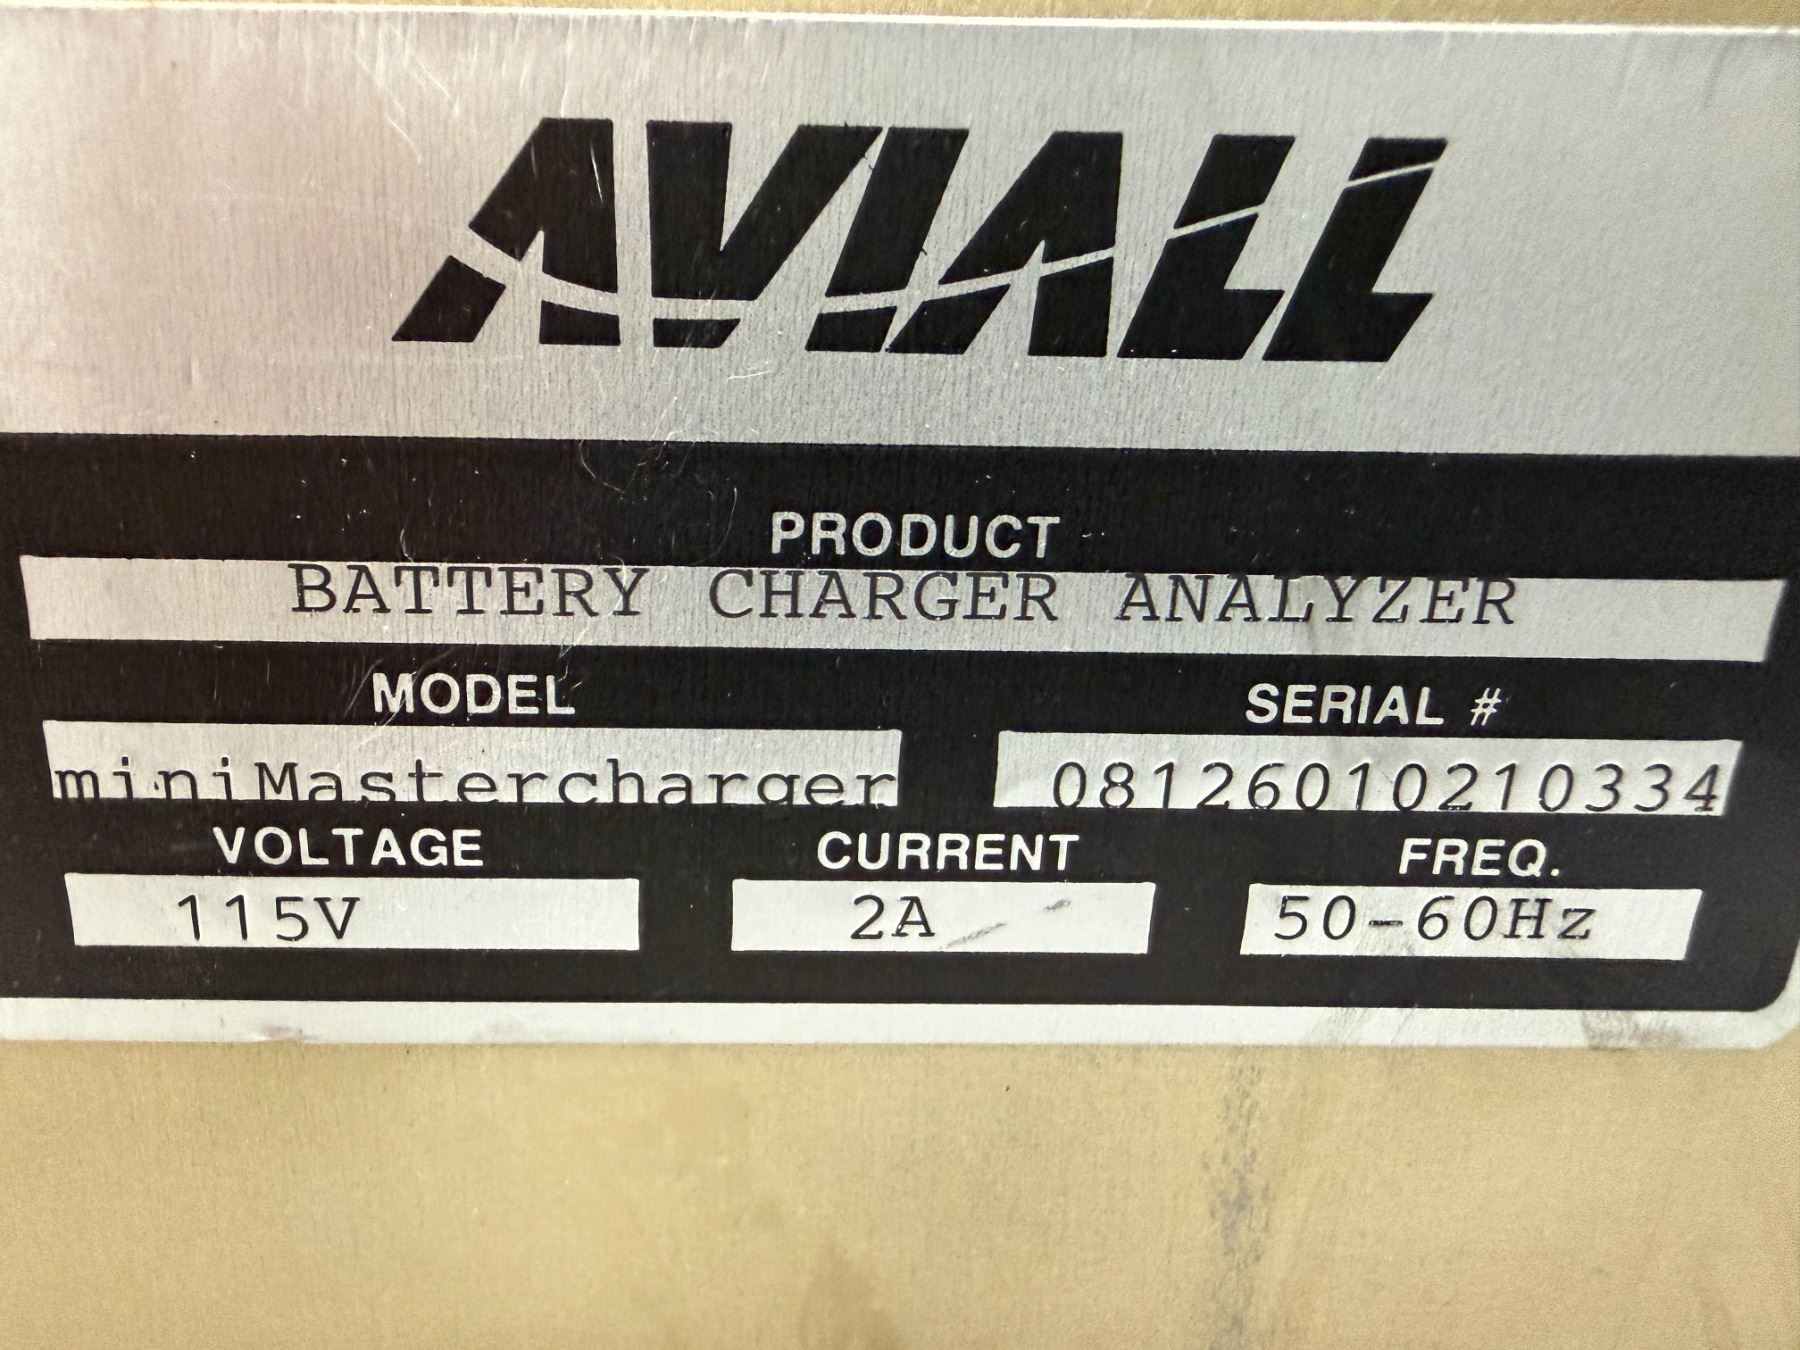 AVIALL
PRODUCT
BATTERY CHARGER ANALYZER
MODEL SERIAL #
miniMastercharger 08126010210334
VOLTAGE CURRENT FREQ.
115V 2A 50-60Hz